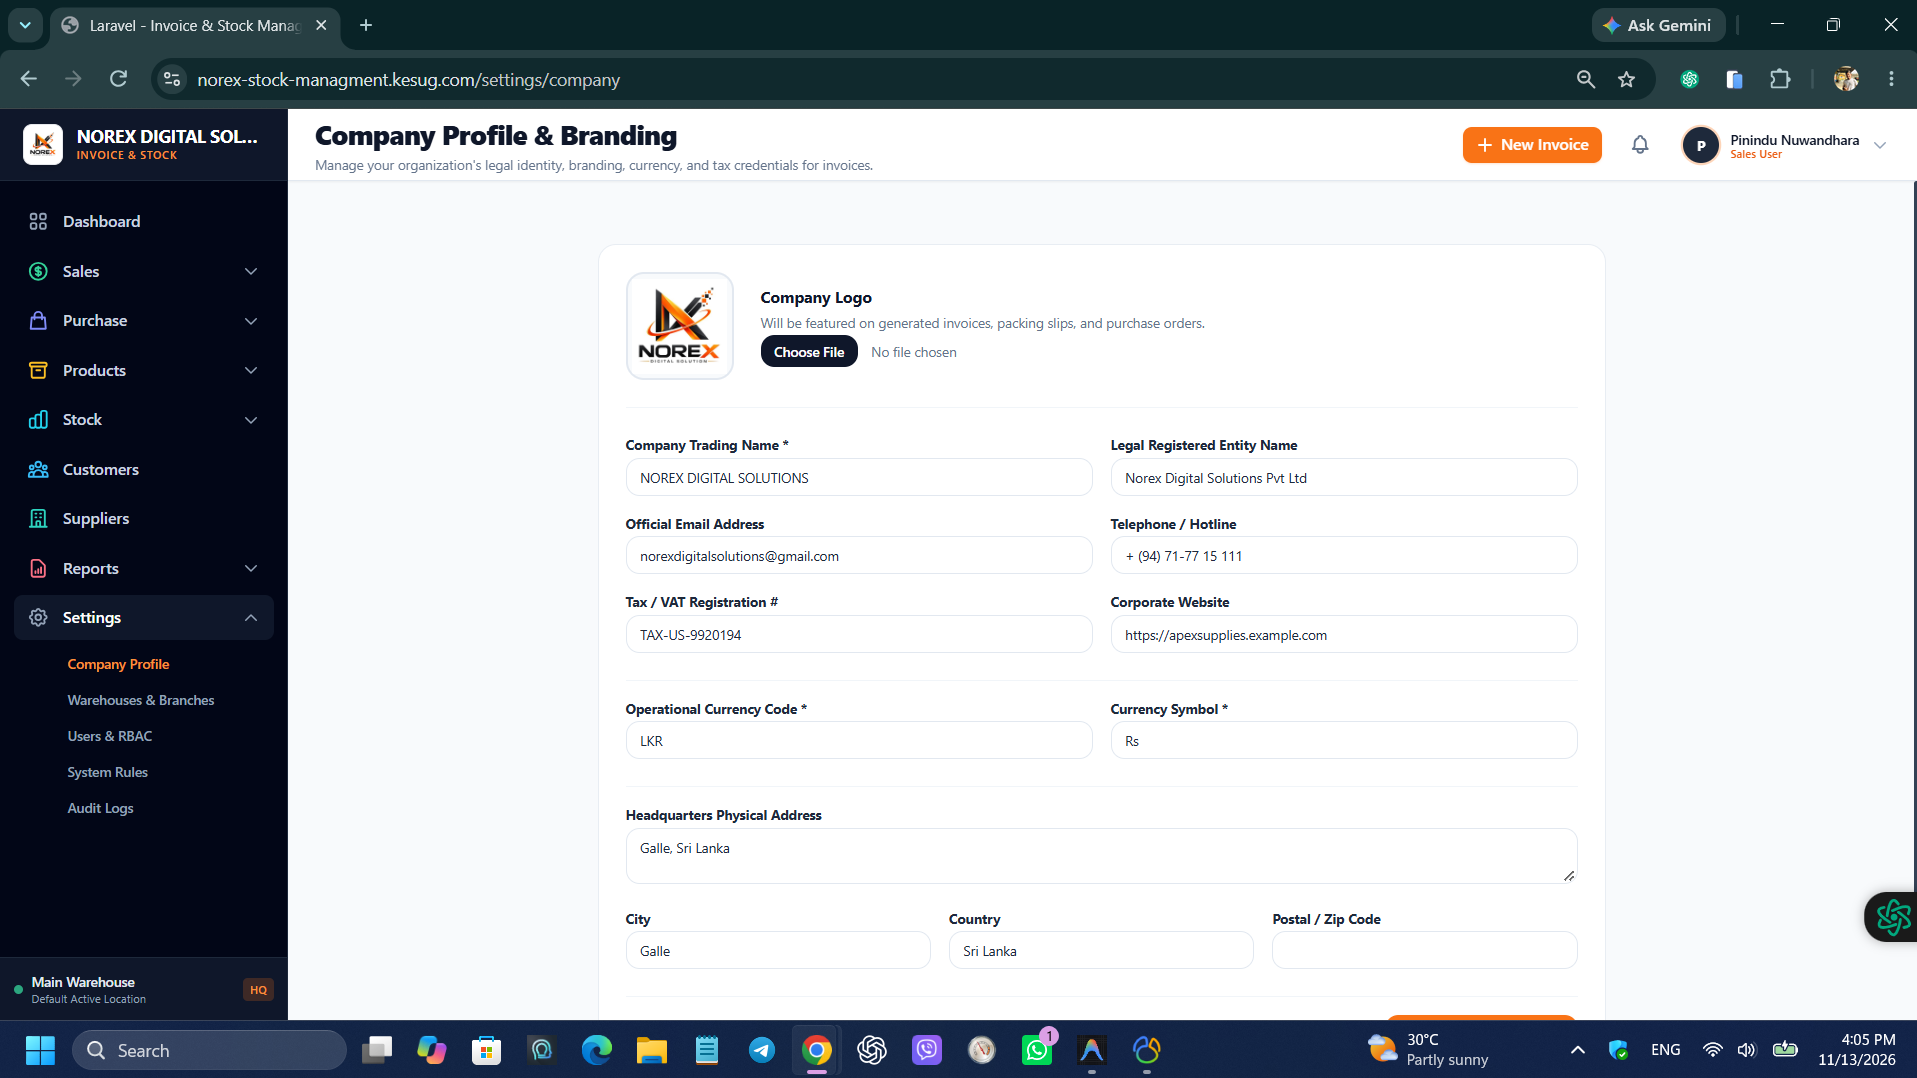 Laravel - Invoice & Stock Manag
Ask Gemini
norex-stock-managment.kesug.com/settings/company
NOREX
NOREX DIGITAL SOL...
INVOICE & STOCK
Company Profile & Branding
Manage your organization's legal identity, branding, currency, and tax credentials for invoices.
New Invoice
P
Pinindu Nuwandhara
Sales User
Dashboard
Sales
Purchase
Products
Stock
Customers
Suppliers
Reports
Settings
Company Profile
Warehouses & Branches
Users & RBAC
System Rules
Audit Logs
Main Warehouse
Default Active Location
HQ
NOREX
DIGITAL SOLUTION
Company Logo
Will be featured on generated invoices, packing slips, and purchase orders.
Choose File
No file chosen
Company Trading Name *
Legal Registered Entity Name
NOREX DIGITAL SOLUTIONS
Norex Digital Solutions Pvt Ltd
Official Email Address
Telephone / Hotline
norexdigitalsolutions@gmail.com
+ (94) 71-77 15 111
Tax / VAT Registration #
Corporate Website
TAX-US-9920194
https://apexsupplies.example.com
Operational Currency Code *
Currency Symbol *
LKR
Rs
Headquarters Physical Address
Galle, Sri Lanka
City
Country
Postal / Zip Code
Galle
Sri Lanka
Search
1
30°C
Partly sunny
ENG
4:05 PM
11/13/2026